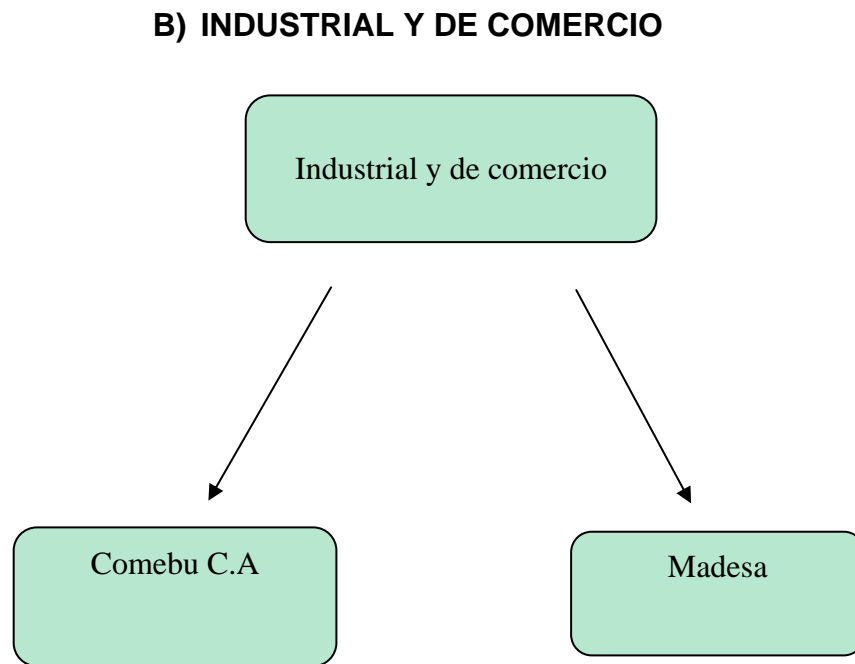 B) INDUSTRIAL Y DE COMERCIO
Industrial y de comercio
Comebu C.A
Madesa